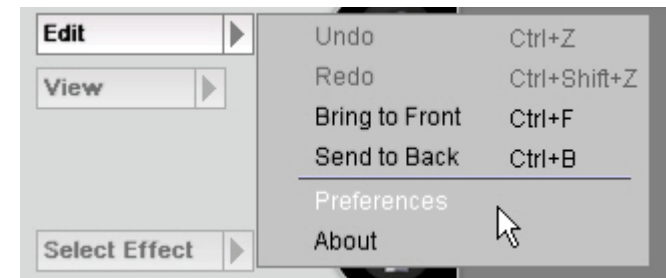 Edit
View
Select Effect
Undo Ctrl+Z
Redo Ctrl+Shift+Z
Bring to Front Ctrl+F
Send to Back Ctrl+B
Preferences
About